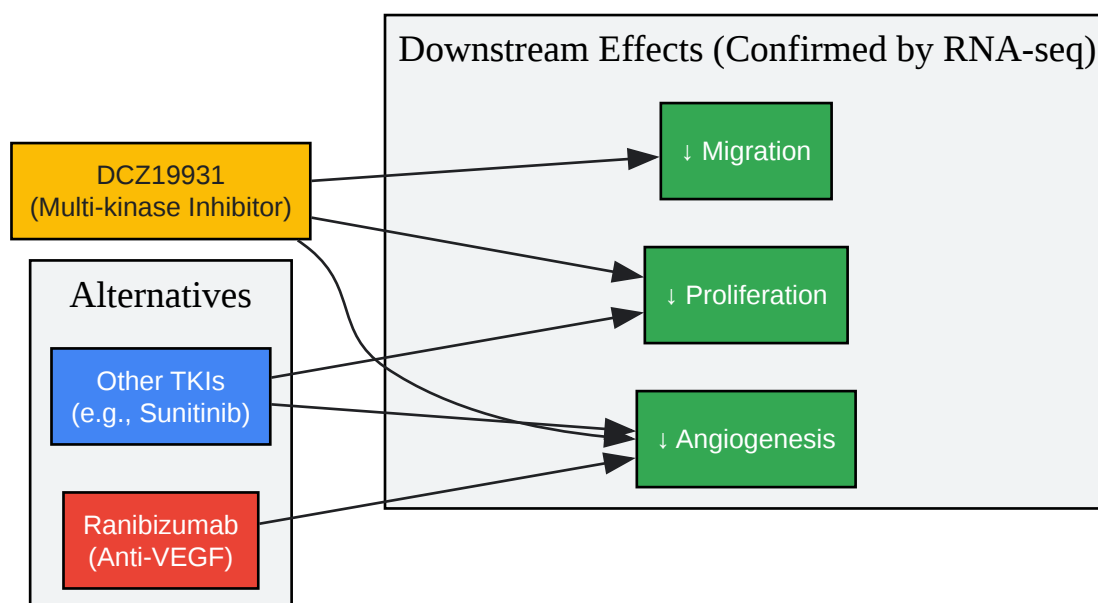 Downstream Effects (Confirmed by RNA-seq)
↓ Migration
DCZ19931
(Multi-kinase Inhibitor)
↓ Proliferation
Alternatives
Other TKIs
(e.g., Sunitinib)
↓ Angiogenesis
Ranibizumab
(Anti-VEGF)